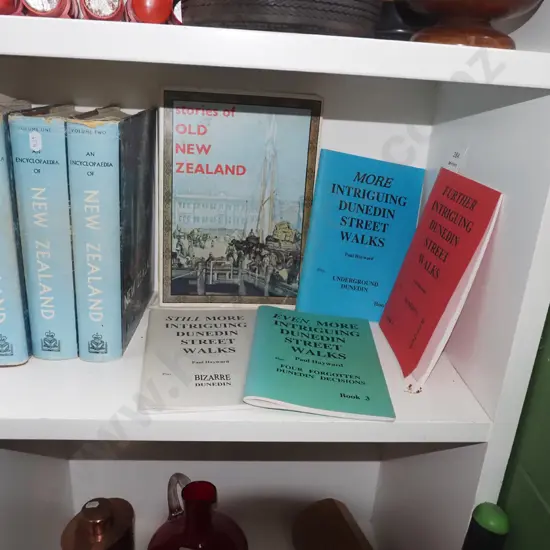 VOLUME ONE
AN
ENCYCLOPAEDIA
OF
NEW ZEALAND
VOLUME TWO
AN
ENCYCLOPAEDIA
OF
NEW ZEALAND
stories of
OLD
NEW
ZEALAND
MORE
INTRIGUING
DUNEDIN
STREET
WALKS
Paul Hayward
UNDERGROUND
DUNEDIN
FURTHER
INTRIGUING
DUNEDIN
STREET
WALKS
STILL MORE
INTRIGUING
DUNEDIN
STREET
WALKS
Paul Hayward
BIZARRE
DUNEDIN
EVEN MORE
INTRIGUING
DUNEDIN STREET
WALKS
Paul Hayward
FOUR FORGOTTEN
DUNEDIN DECISIONS
Book 3